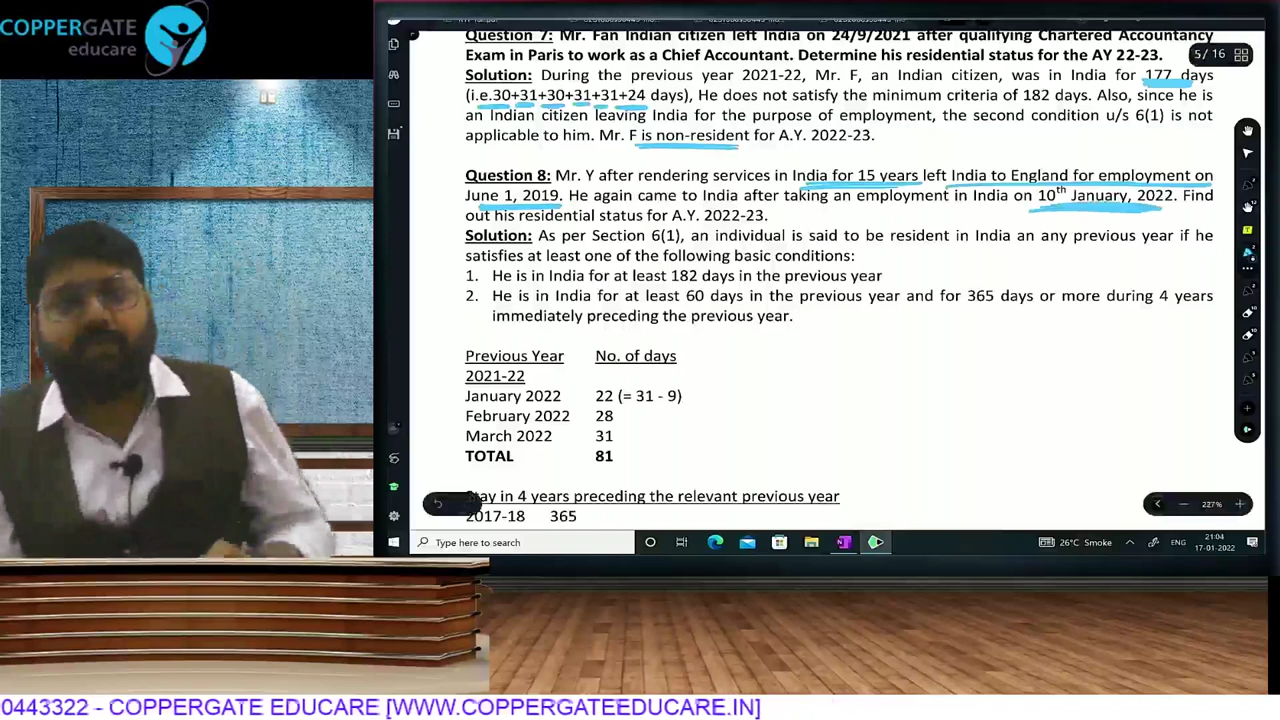 COPPERGATE
educare
Question 7: Mr. Fan Indian citizen left India on 24/9/2021 after qualifying Chartered Accountancy
Exam in Paris to work as a Chief Accountant. Determine his residential status for the AY 22-23.
5/16
Solution: During the previous year 2021-22, Mr. F, an Indian citizen, was in India for 177 days
(i.e.30+31+30+31+31+24 days), He does not satisfy the minimum criteria of 182 days. Also, since he is
an Indian citizen leaving India for the purpose of employment, the second condition u/s 6(1) is not
applicable to him. Mr. F is non-resident for A.Y. 2022-23.
Question 8: Mr. Y after rendering services in India for 15 years left India to England for employment on
June 1, 2019. He again came to India after taking an employment in India on 10th January, 2022. Find
out his residential status for A.Y. 2022-23.
Solution: As per Section 6(1), an individual is said to be resident in India an any previous year if he
satisfies at least one of the following basic conditions:
1. He is in India for at least 182 days in the previous year
2. He is in India for at least 60 days in the previous year and for 365 days or more during 4 years
immediately preceding the previous year.
Previous Year No. of days
2021-22
January 2022 22 (= 31 - 9)
February 2022 28
March 2022 31
TOTAL 81
Stay in 4 years preceding the relevant previous year
2017-18 365
227%
Type here to search
26°C Smoke
ENG
21:04
17-01-2022
0443322 - COPPERGATE EDUCARE [WWW.COPPERGATEEDUCARE.IN]